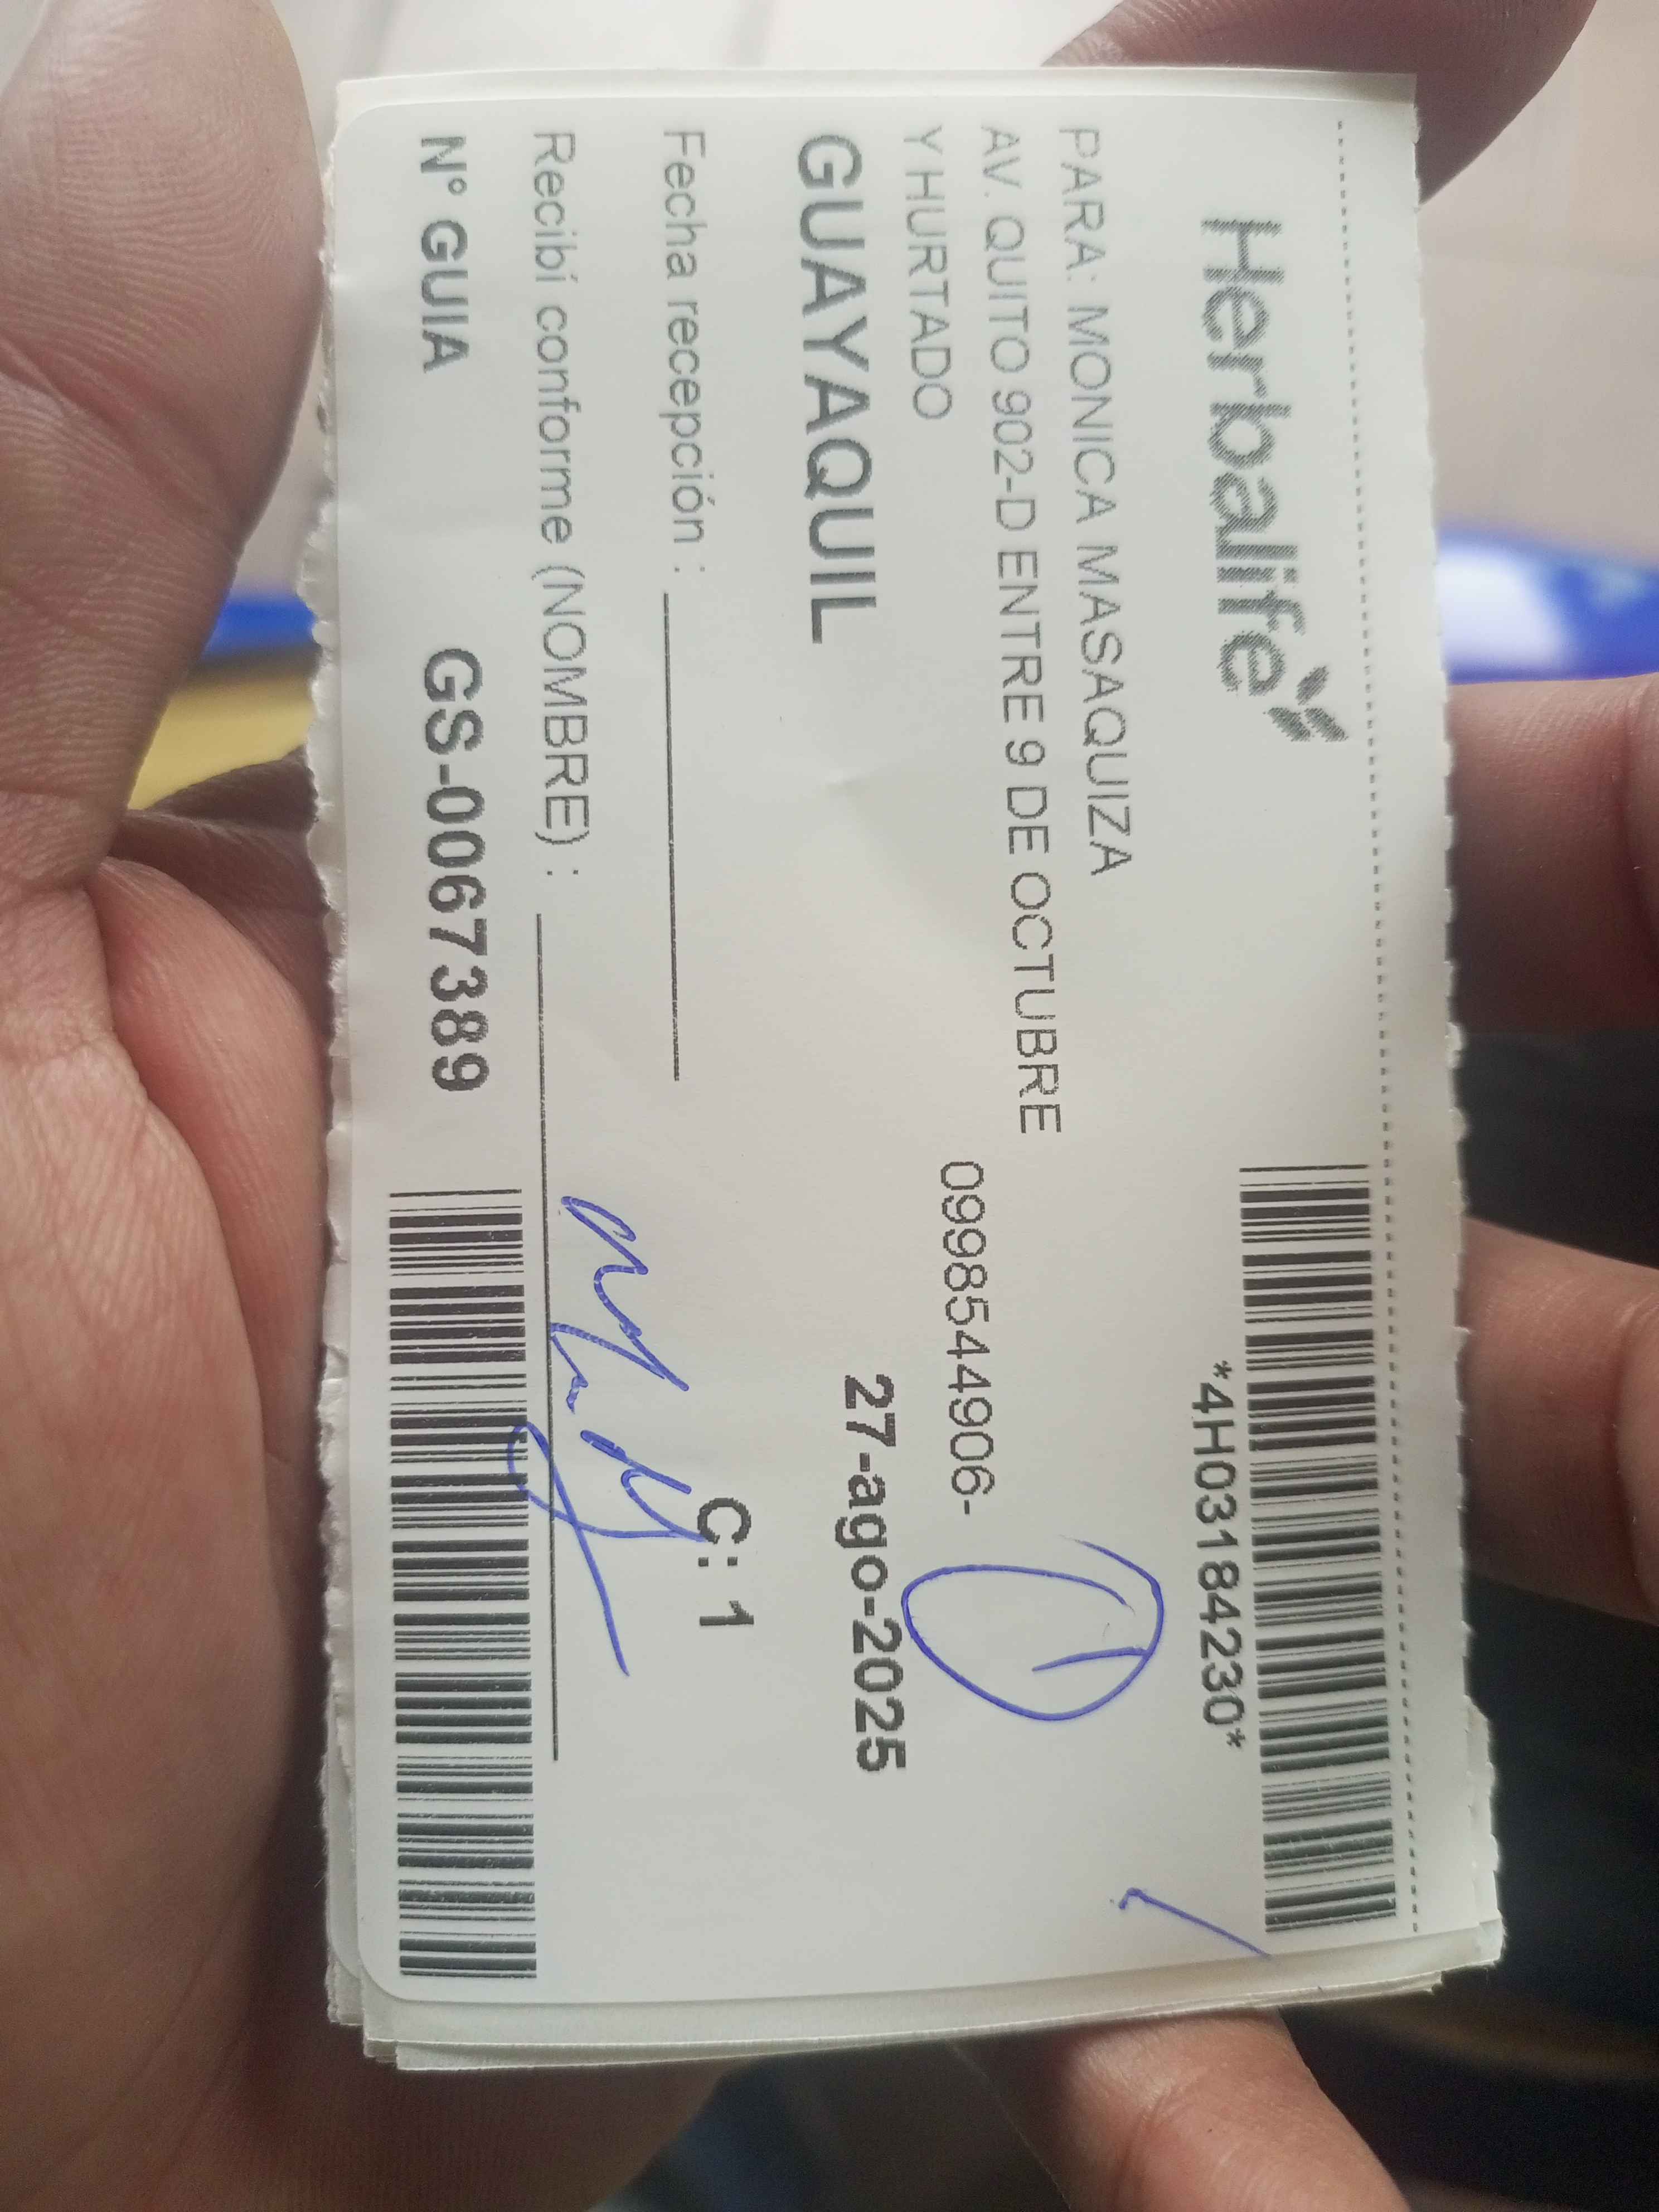 Herbalife
*4H03184230*
PARA: MONICA MASAQUIZA
AV. QUITO 902-D ENTRE 9 DE OCTUBRE
Y HURTADO
0998544906-
GUAYAQUIL
27-ago-2025
Fecha recepción :
C: 1
Recibí conforme (NOMBRE) :
N° GUIA GS-0067389